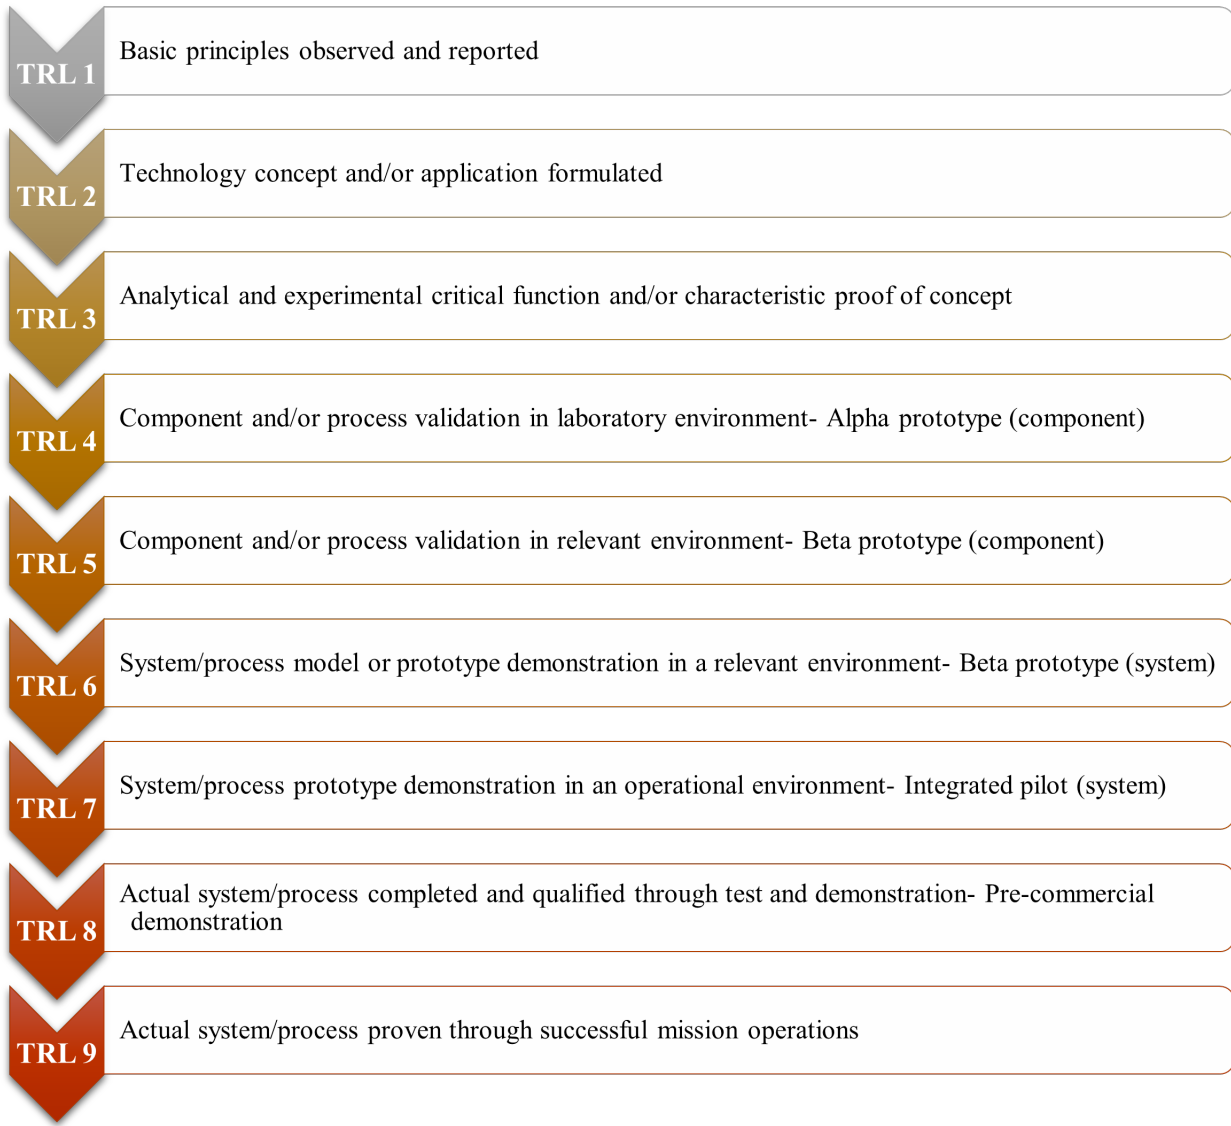 TRL 1
Basic principles observed and reported
TRL 2
Technology concept and/or application formulated
TRL 3
Analytical and experimental critical function and/or characteristic proof of concept
TRL 4
Component and/or process validation in laboratory environment- Alpha prototype (component)
TRL 5
Component and/or process validation in relevant environment- Beta prototype (component)
TRL 6
System/process model or prototype demonstration in a relevant environment- Beta prototype (system)
TRL 7
System/process prototype demonstration in an operational environment- Integrated pilot (system)
TRL 8
Actual system/process completed and qualified through test and demonstration- Pre-commercial
demonstration
TRL 9
Actual system/process proven through successful mission operations